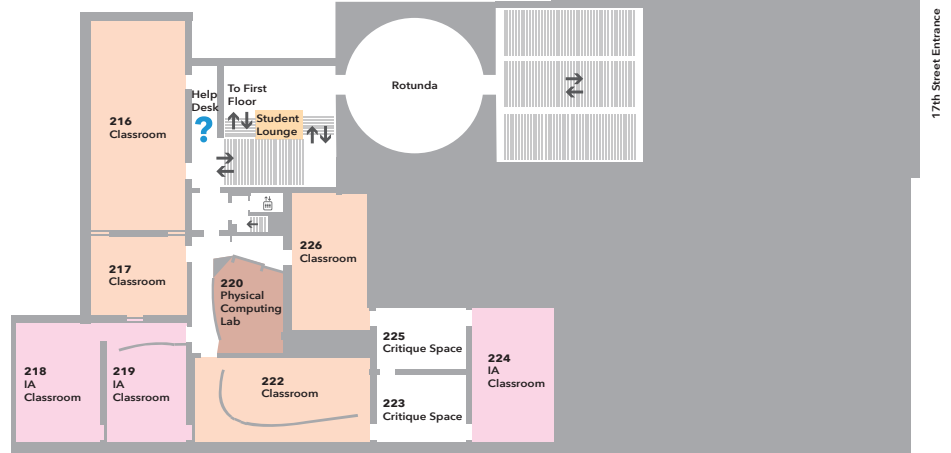 17th Street Entrance
Rotunda
Help
Desk
?
To First
Floor
Student
Lounge
216
Classroom
226
Classroom
217
Classroom
220
Physical
Computing
Lab
225
Critique Space
224
IA
Classroom
218
IA
Classroom
219
IA
Classroom
222
Classroom
223
Critique Space